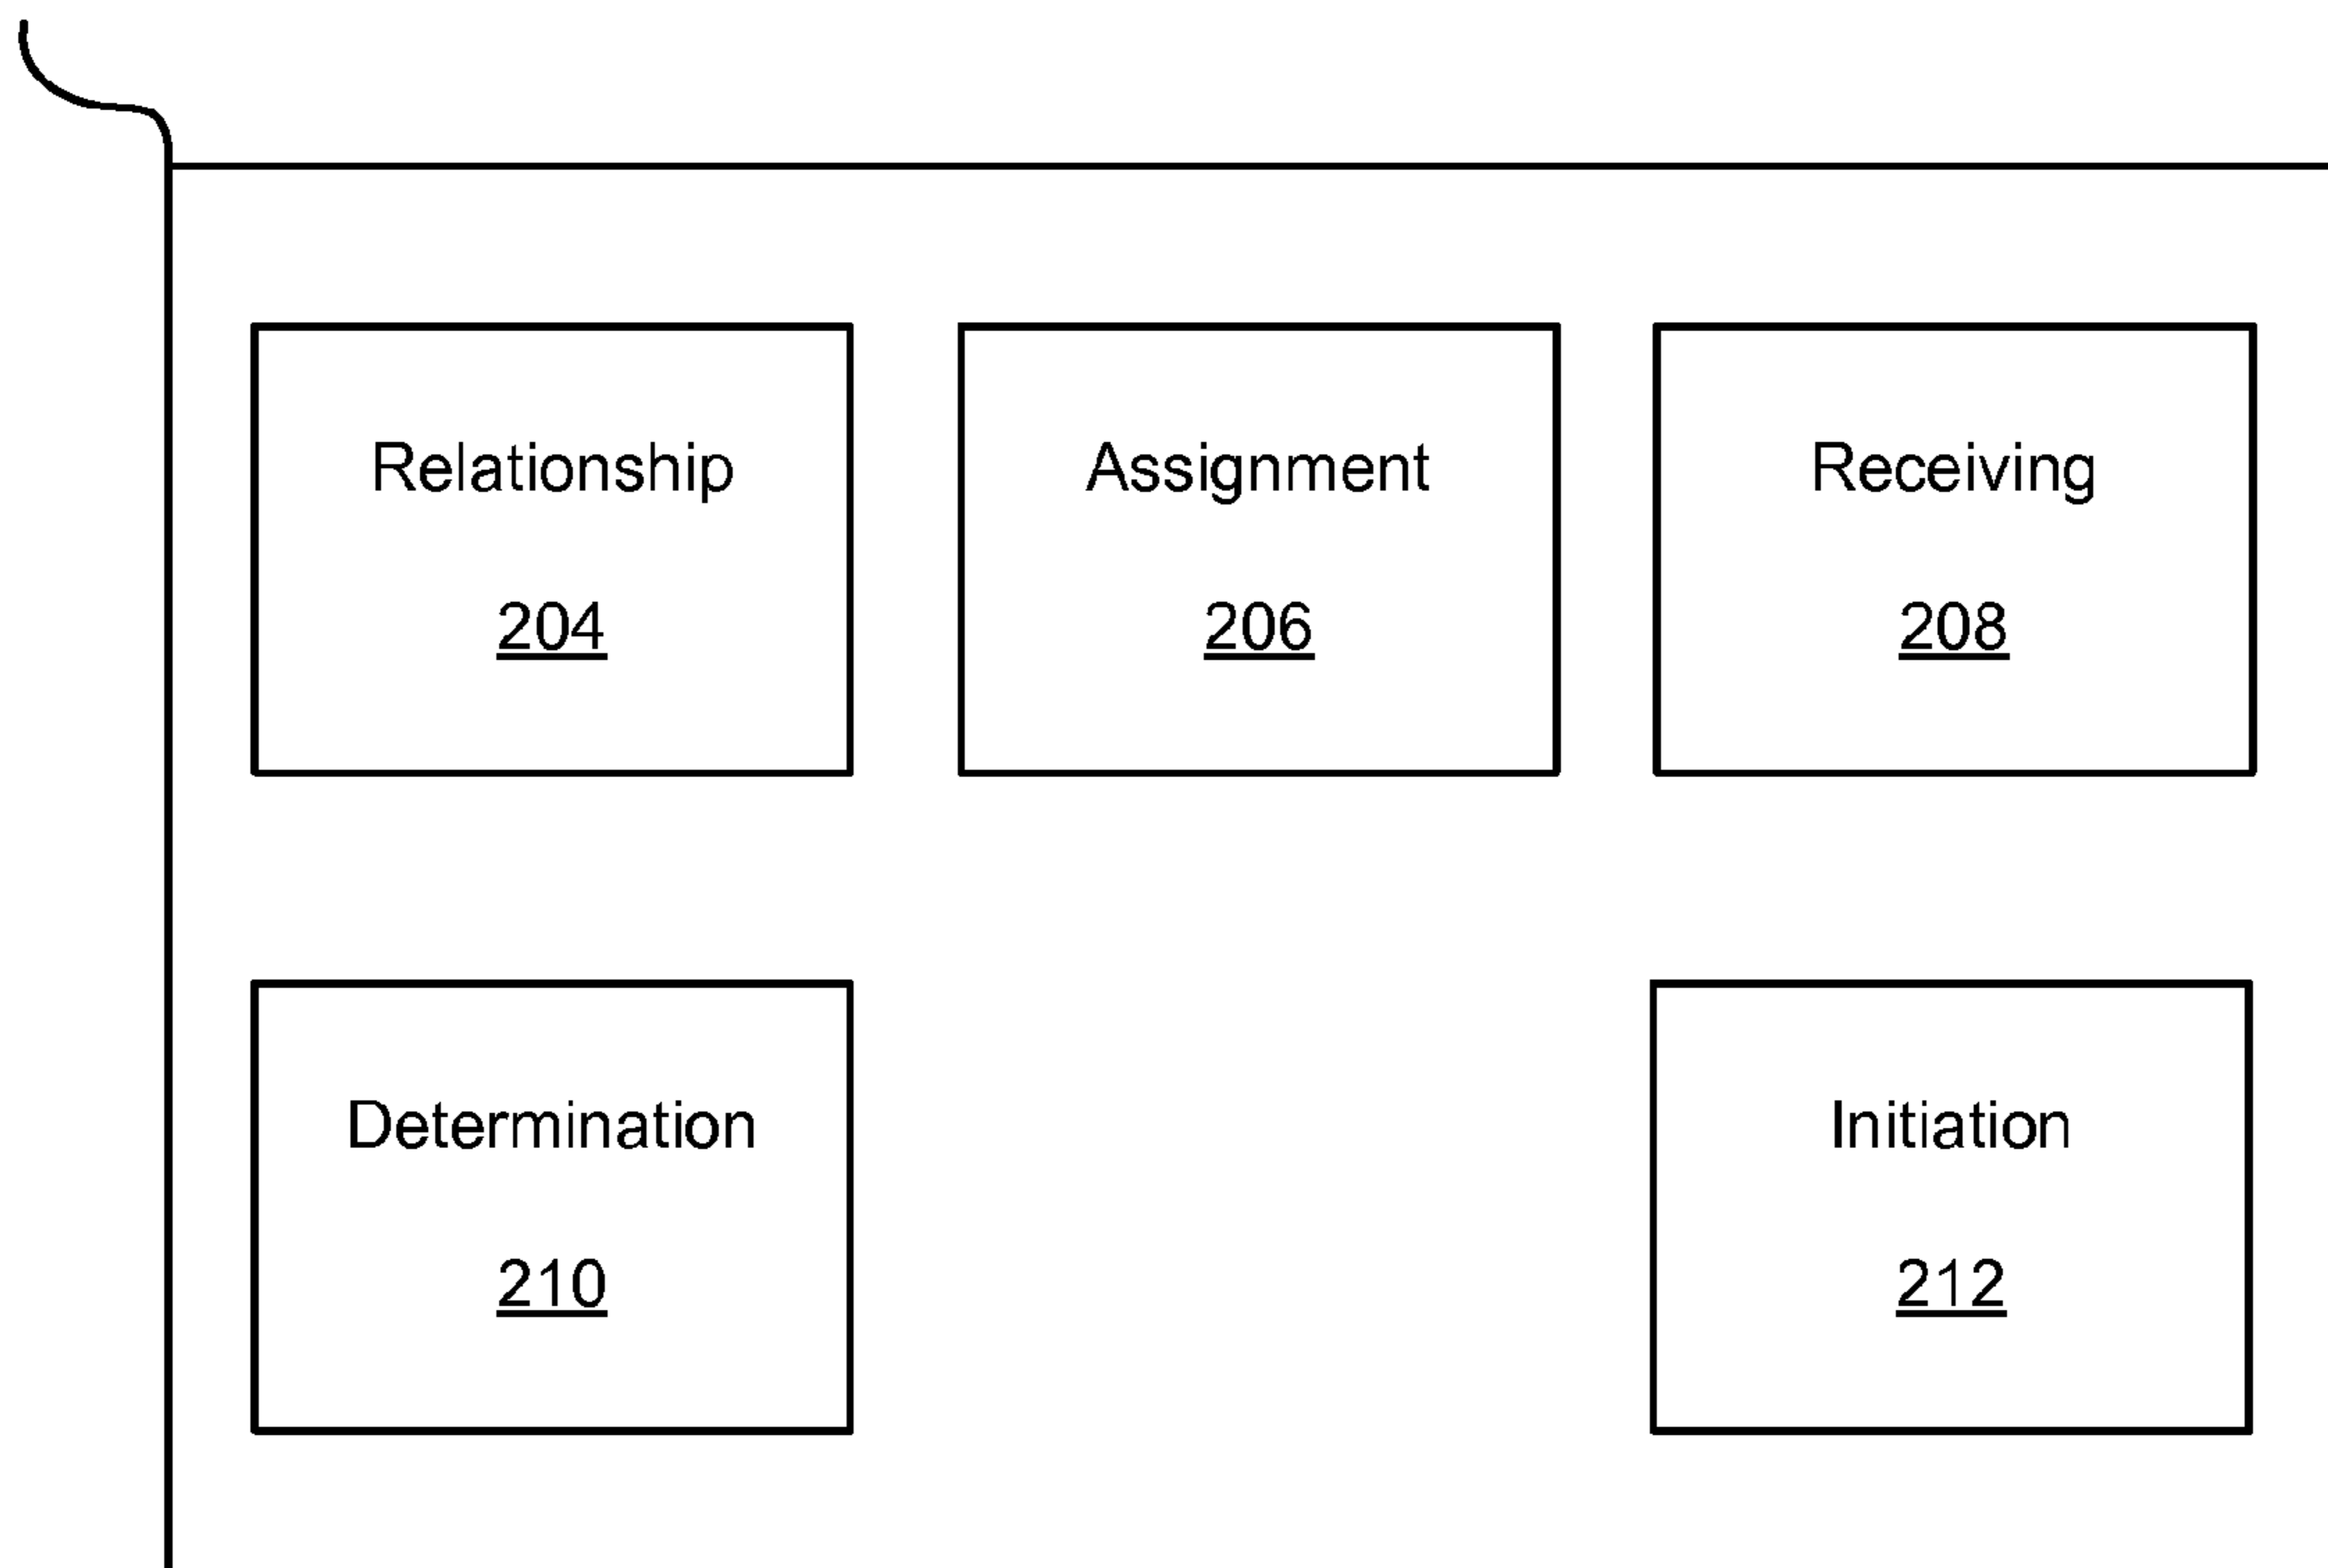 Relationship
204
Assignment
206
Receiving
208
Determination
210
Initiation
212